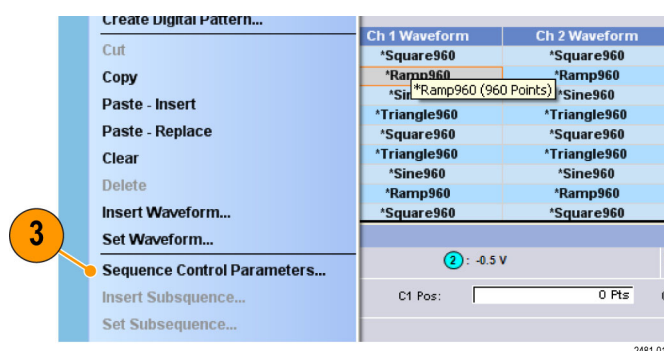 Create Digital Pattern...
Cut
Copy
Paste - Insert
Paste - Replace
Clear
Delete
Insert Waveform...
Set Waveform...
3
Sequence Control Parameters...
Insert Subsquence...
Set Subsequence...
Ch 1 Waveform Ch 2 Waveform
*Square960 *Square960
*Ramp960 *Ramp960
*Ramp960 (960 Points)
*Sin *Sine960
*Triangle960 *Triangle960
*Square960 *Square960
*Triangle960 *Triangle960
*Sine960 *Sine960
*Ramp960 *Ramp960
*Square960 *Square960
2 : -0.5 V
C1 Pos: 0 Pts